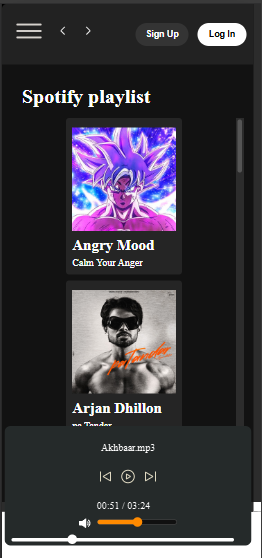 Sign Up
Log In
Spotify playlist
Angry Mood
Calm Your Anger
Arjan Dhillon
Akhbaar.mp3
00:51 / 03:24